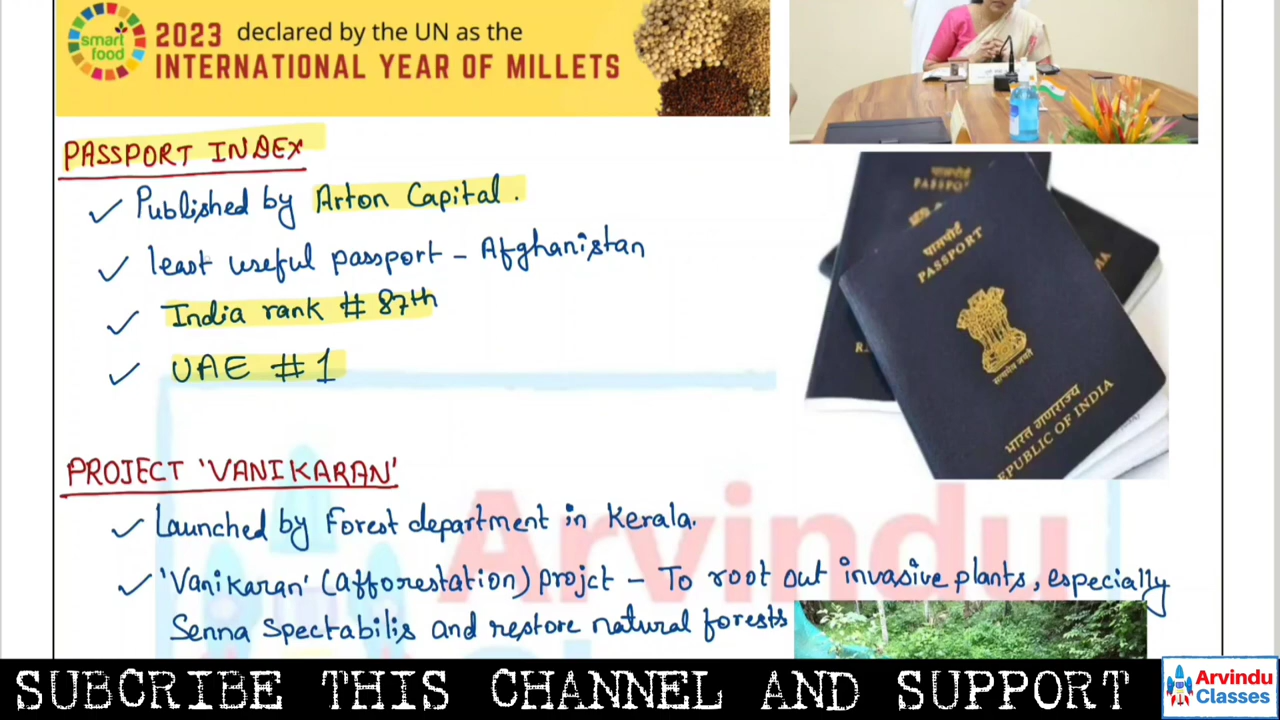 smart
food
2023 declared by the UN as the
INTERNATIONAL YEAR OF MILLETS
PASSPORT INDEX
Published by Arton Capital.
least useful passport - Afghanistan
India rank # 87th
UAE #1
पासपोर्ट
PASSPORT
सत्यमेव जयते
भारत गणराज्य
REPUBLIC OF INDIA
PROJECT 'VANIKARAN'
Launched by Forest department in Kerala.
'Vanikaran' (afforestation) projct - To root out invasive plants, especially
Senna Spectabilis and restore natural forests
Arvindu
SUBCRIBE THIS CHANNEL AND SUPPORT
Arvindu
Classes